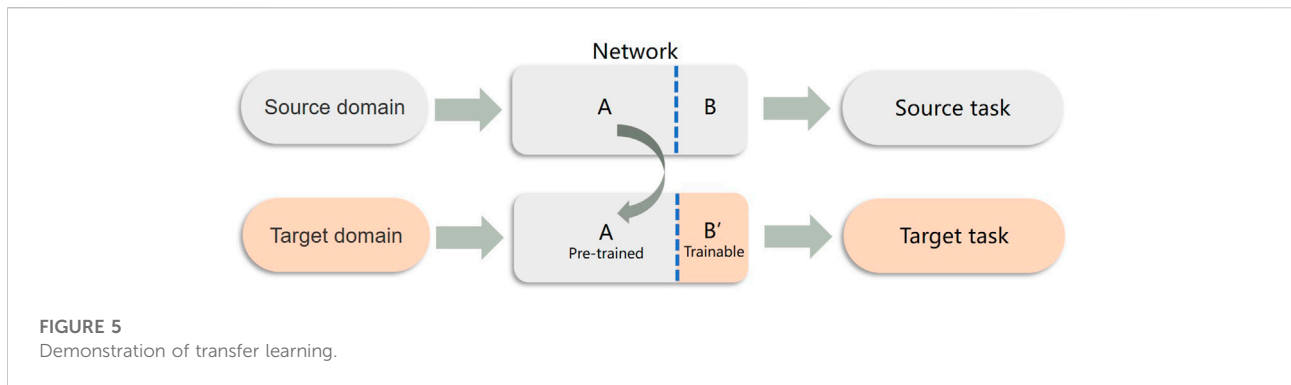 Network
Source domain
A
B
Source task
Target domain
A
Pre-trained
B'
Trainable
Target task
FIGURE 5
Demonstration of transfer learning.